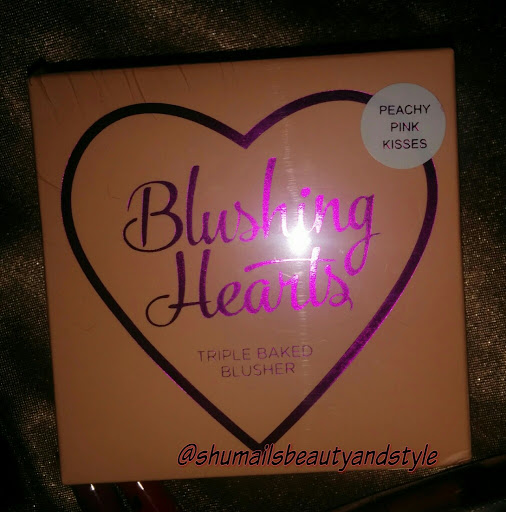 PEACHY
PINK
KISSES
Blushing
Hearts
TRIPLE BAKED
BLUSHER
@shumailsbeautyandstyle